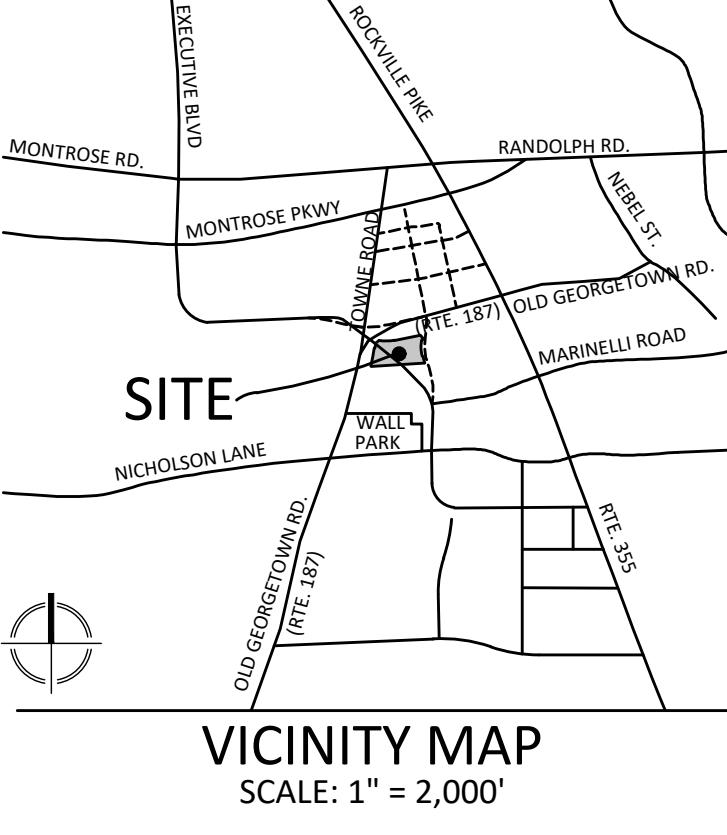 EXECUTIVE BLVD
ROCKVILLE PIKE
MONTROSE RD.
RANDOLPH RD.
NEBEL ST.
MONTROSE PKWY
TOWNE ROAD
OLD GEORGETOWN RD.
(RTE. 187)
MARINELLI ROAD
SITE
WALL
PARK
NICHOLSON LANE
RTE. 355
OLD GEORGETOWN RD.
(RTE. 187)
VICINITY MAP
SCALE: 1" = 2,000'